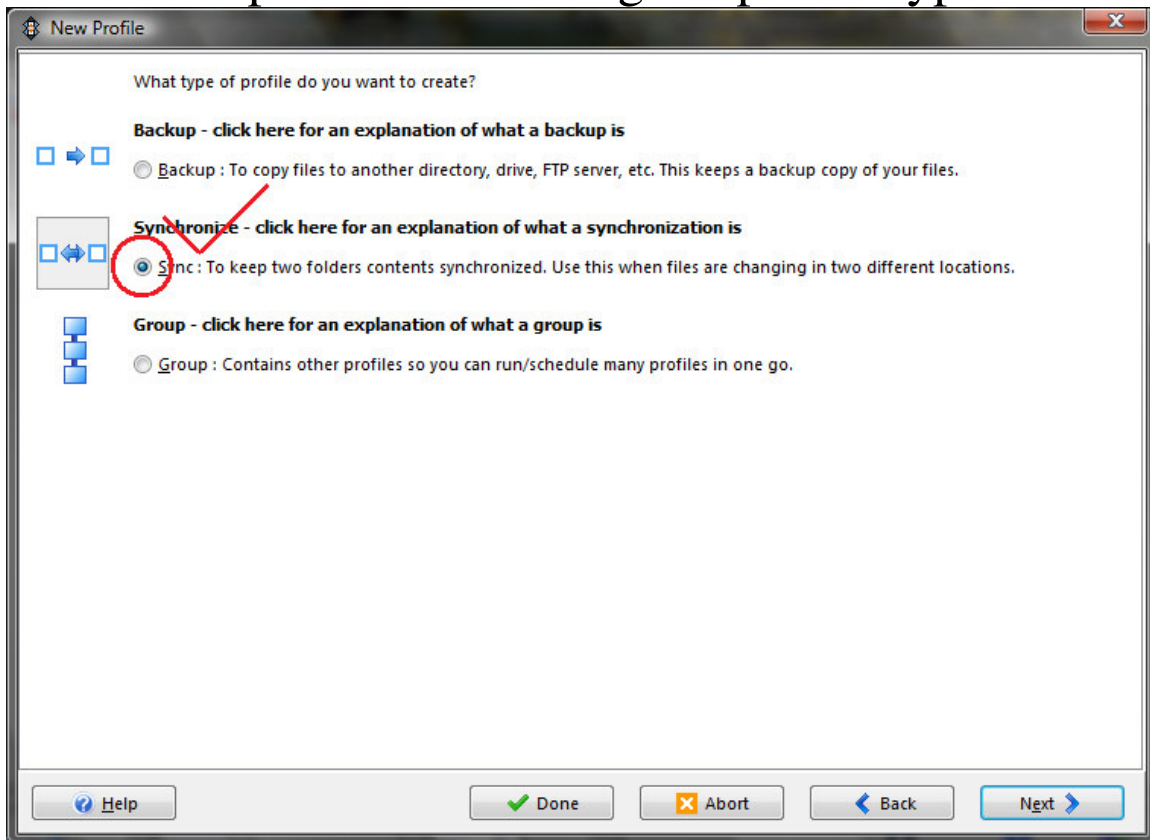 New Profile
What type of profile do you want to create?
Backup - click here for an explanation of what a backup is
Backup : To copy files to another directory, drive, FTP server, etc. This keeps a backup copy of your files.
Synchronize - click here for an explanation of what a synchronization is
Sync : To keep two folders contents synchronized. Use this when files are changing in two different locations.
Group - click here for an explanation of what a group is
Group : Contains other profiles so you can run/schedule many profiles in one go.
Help Done Abort Back Next